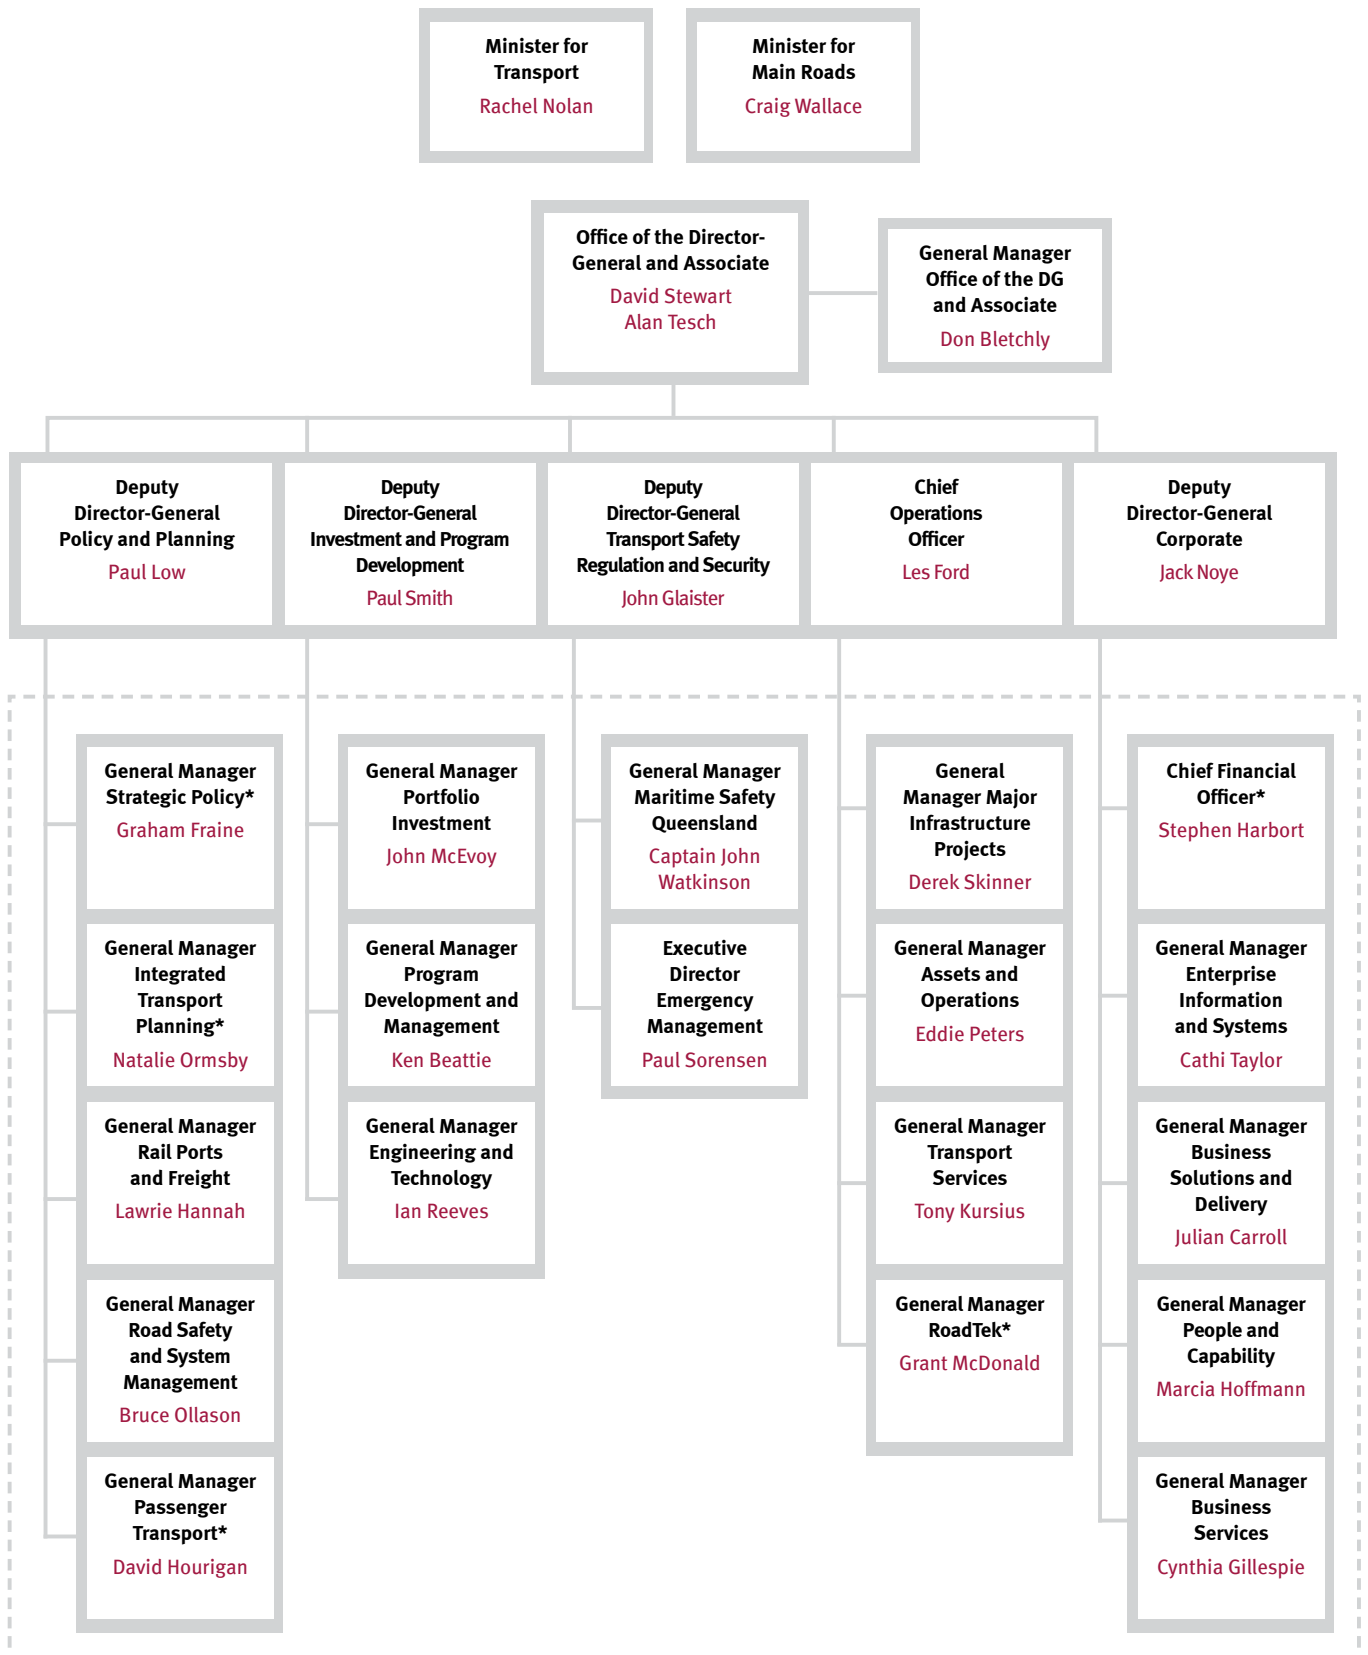 Minister for
Transport
Rachel Nolan
Minister for
Main Roads
Craig Wallace
Office of the Director-
General and Associate
David Stewart
Alan Tesch
General Manager
Office of the DG
and Associate
Don Bletchly
Deputy
Director-General
Policy and Planning
Paul Low
Deputy
Director-General
Investment and Program
Development
Paul Smith
Deputy
Director-General
Transport Safety
Regulation and Security
John Glaister
Chief
Operations
Officer
Les Ford
Deputy
Director-General
Corporate
Jack Noye
General Manager
Strategic Policy*
Graham Fraine
General Manager
Integrated
Transport
Planning*
Natalie Ormsby
General Manager
Rail Ports
and Freight
Lawrie Hannah
General Manager
Road Safety
and System
Management
Bruce Ollason
General Manager
Passenger
Transport*
David Hourigan
General Manager
Portfolio
Investment
John McEvoy
General Manager
Program
Development and
Management
Ken Beattie
General Manager
Engineering and
Technology
Ian Reeves
General Manager
Maritime Safety
Queensland
Captain John
Watkinson
Executive
Director
Emergency
Management
Paul Sorensen
General
Manager Major
Infrastructure
Projects
Derek Skinner
General Manager
Assets and
Operations
Eddie Peters
General Manager
Transport
Services
Tony Kursius
General Manager
RoadTek*
Grant McDonald
Chief Financial
Officer*
Stephen Harbort
General Manager
Enterprise
Information
and Systems
Cathi Taylor
General Manager
Business
Solutions and
Delivery
Julian Carroll
General Manager
People and
Capability
Marcia Hoffmann
General Manager
Business
Services
Cynthia Gillespie